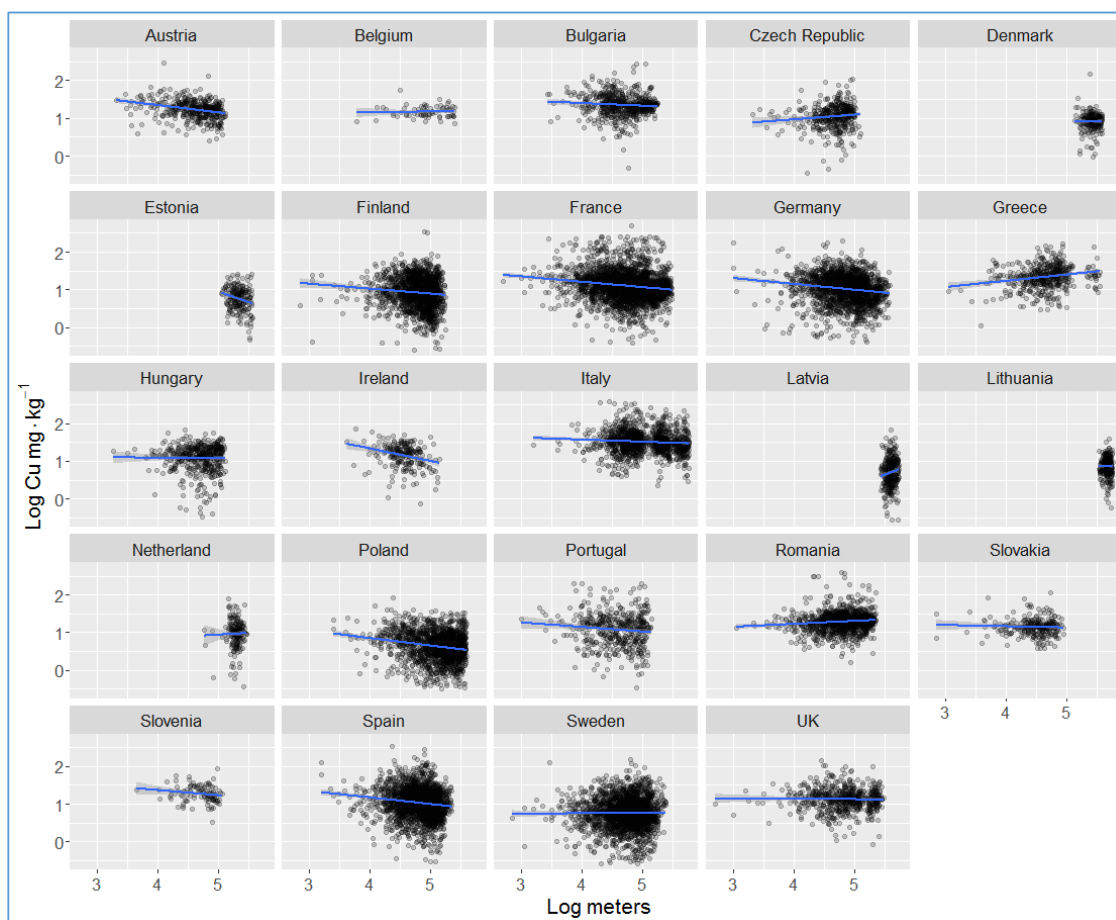 Austria Belgium Bulgaria Czech Republic Denmark
2
1
0
Estonia Finland France Germany Greece
2
1
0
Hungary Ireland Italy Latvia Lithuania
2
1
0
Netherland Poland Portugal Romania Slovakia
2
1
0
3 4 5
Slovenia Spain Sweden UK
2
1
0
3 4 5 3 4 5 3 4 5 3 4 5
Log meters
Log Cu mg·kg⁻¹